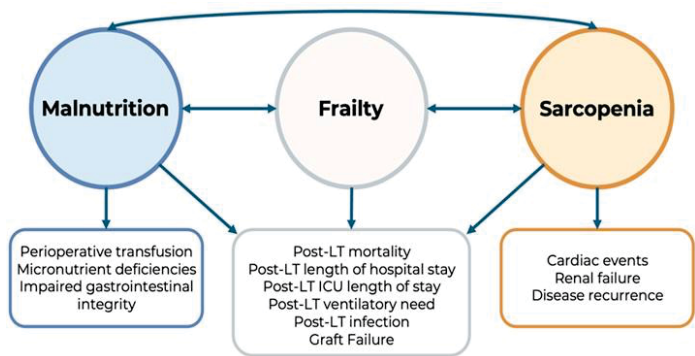 Malnutrition
Frailty
Sarcopenia
Perioperative transfusion
Micronutrient deficiencies
Impaired gastrointestinal
integrity
Post-LT mortality
Post-LT length of hospital stay
Post-LT ICU length of stay
Post-LT ventilatory need
Post-LT infection
Graft Failure
Cardiac events
Renal failure
Disease recurrence